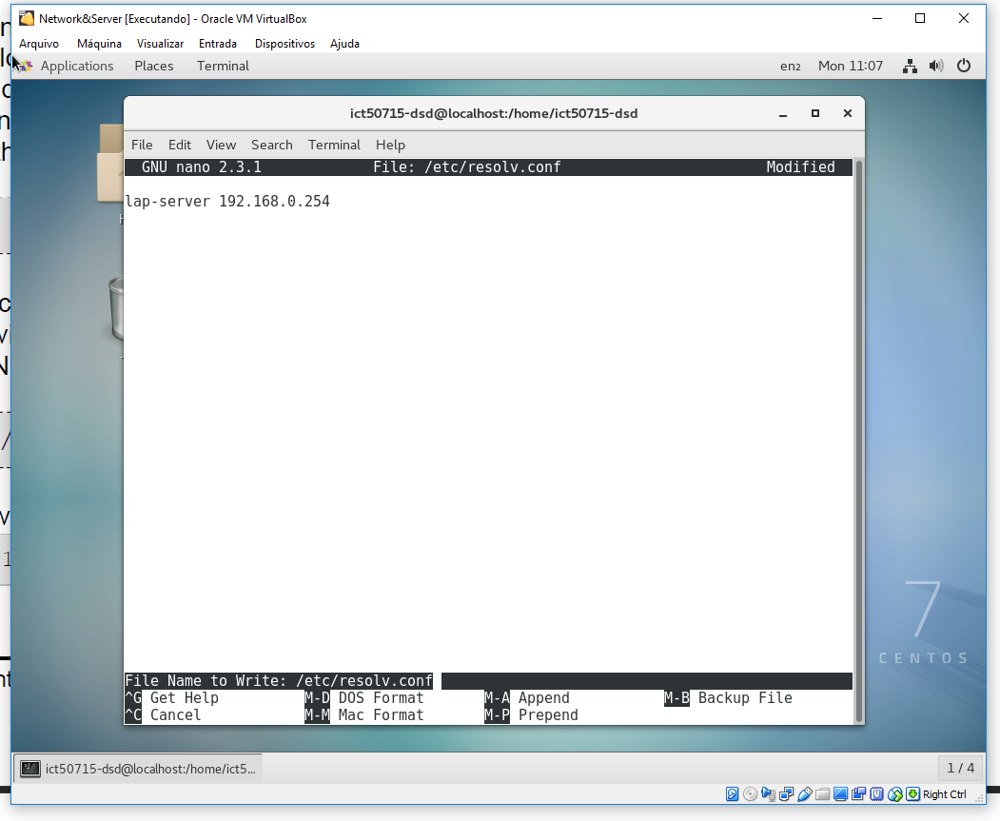 Network&Server [Executando] - Oracle VM VirtualBox
Arquivo Máquina Visualizar Entrada Dispositivos Ajuda
Applications Places Terminal en2 Mon 11:07
ict50715-dsd@localhost:/home/ict50715-dsd
File Edit View Search Terminal Help
GNU nano 2.3.1 File: /etc/resolv.conf Modified
lap-server 192.168.0.254
7
CENTOS
File Name to Write: /etc/resolv.conf
^G Get Help M-D DOS Format M-A Append M-B Backup File
^C Cancel M-M Mac Format M-P Prepend
ict50715-dsd@localhost:/home/ict5...
1 / 4
Right Ctrl